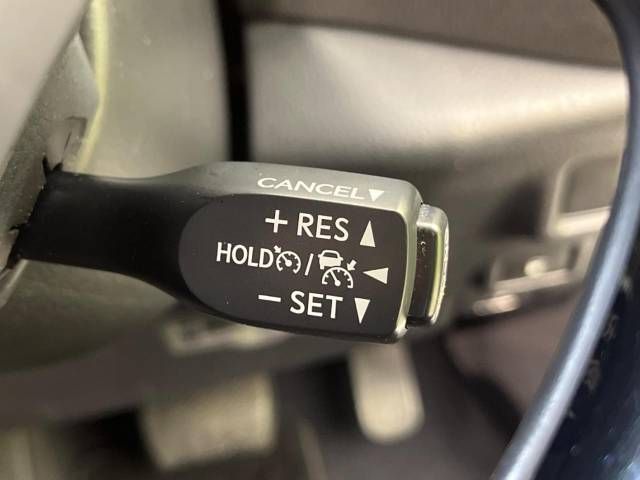 CANCEL▼
+ RES ▲
HOLD / ◀
− SET ▼